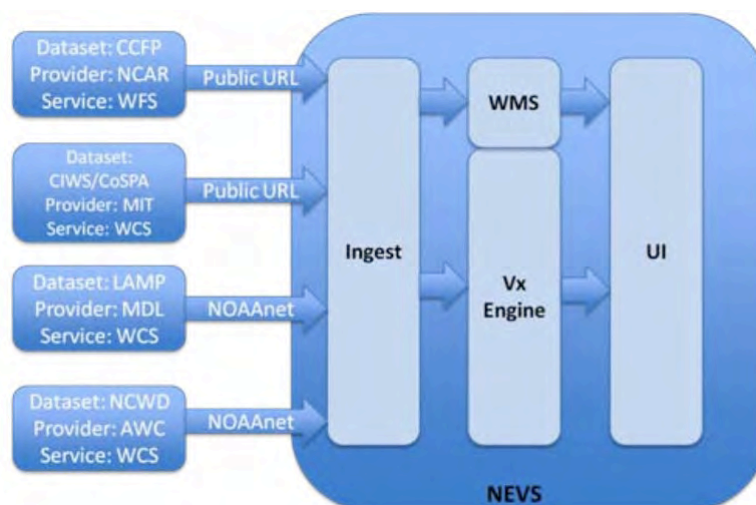 Dataset: CCFP
Provider: NCAR
Service: WFS
Public URL
Dataset:
CIWS/CoSPA
Provider: MIT
Service: WCS
Public URL
Dataset: LAMP
Provider: MDL
Service: WCS
NOAAnet
Dataset: NCWD
Provider: AWC
Service: WCS
NOAAnet
Ingest
WMS
Vx
Engine
UI
NEVS